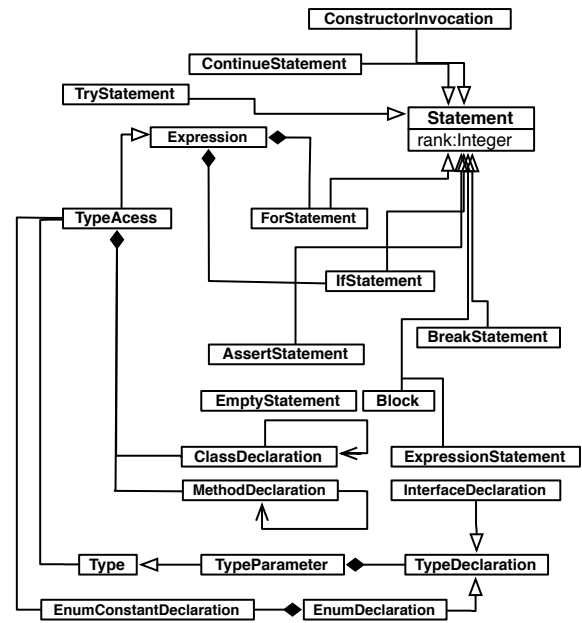 ConstructorInvocation
ContinueStatement
TryStatement
Statement
rank:Integer
Expression
TypeAcess
ForStatement
IfStatement
BreakStatement
AssertStatement
EmptyStatement
Block
ClassDeclaration
ExpressionStatement
MethodDeclaration
InterfaceDeclaration
Type
TypeParameter
TypeDeclaration
EnumConstantDeclaration
EnumDeclaration